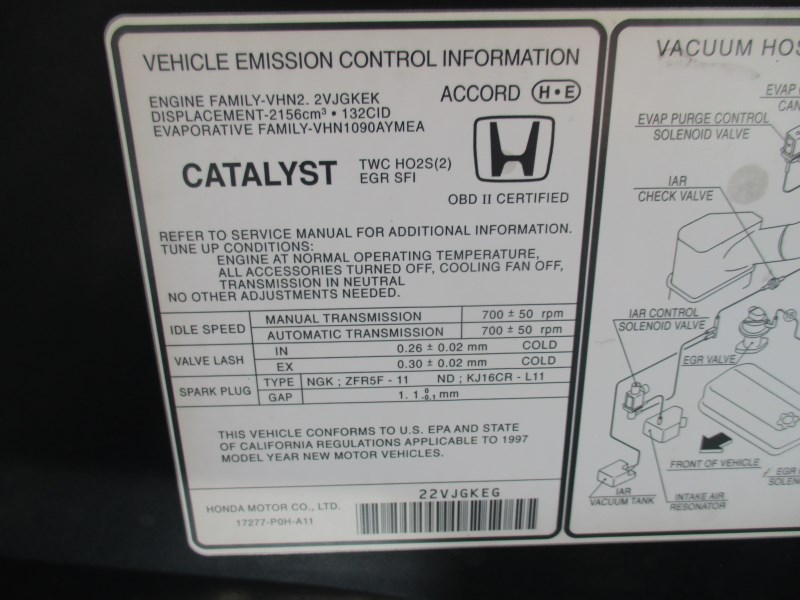 VEHICLE EMISSION CONTROL INFORMATION
ENGINE FAMILY-VHN2. 2VJGKEK
DISPLACEMENT-2156cm³ • 132CID
EVAPORATIVE FAMILY-VHN1090AYMEA
ACCORD H•E
CATALYST
TWC HO2S(2)
EGR SFI
OBD II CERTIFIED
REFER TO SERVICE MANUAL FOR ADDITIONAL INFORMATION.
TUNE UP CONDITIONS:
ENGINE AT NORMAL OPERATING TEMPERATURE,
ALL ACCESSORIES TURNED OFF, COOLING FAN OFF,
TRANSMISSION IN NEUTRAL
NO OTHER ADJUSTMENTS NEEDED.
IDLE SPEED
MANUAL TRANSMISSION 700 ± 50 rpm
AUTOMATIC TRANSMISSION 700 ± 50 rpm
VALVE LASH
IN 0.26 ± 0.02 mm COLD
EX 0.30 ± 0.02 mm COLD
SPARK PLUG
TYPE NGK ; ZFR5F - 11 ND ; KJ16CR - L11
GAP 1. 1 0 -0.1 mm
THIS VEHICLE CONFORMS TO U.S. EPA AND STATE
OF CALIFORNIA REGULATIONS APPLICABLE TO 1997
MODEL YEAR NEW MOTOR VEHICLES.
HONDA MOTOR CO., LTD.
17277-P0H-A11
22VJGKEG
VACUUM HOS
EVAP
CAN
EVAP PURGE CONTROL
SOLENOID VALVE
IAR
CHECK VALVE
IAR CONTROL
SOLENOID VALVE
EGR VALVE
FRONT OF VEHICLE
IAR
VACUUM TANK
INTAKE AIR
RESONATOR
EGR
SOLEN